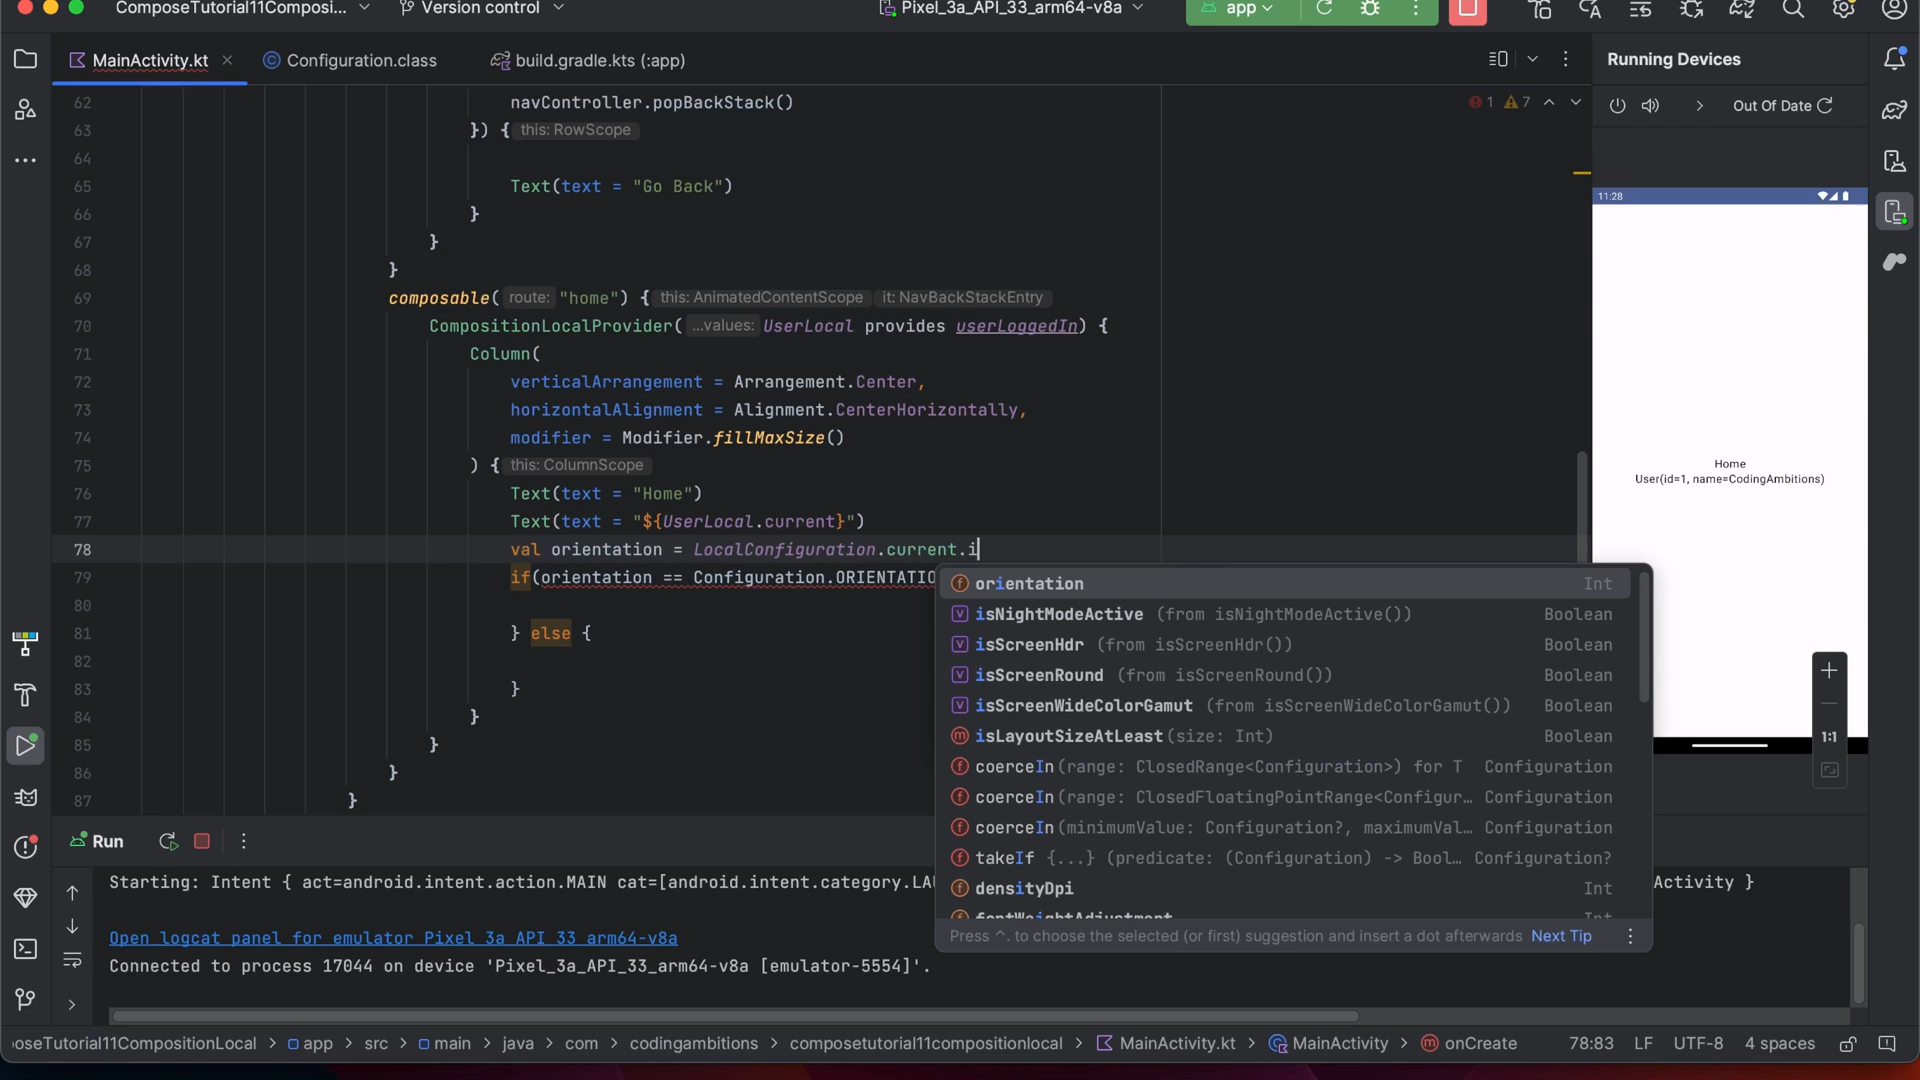 ComposeTutorial11Composi...
Version control
Pixel_3a_API_33_arm64-v8a
app
MainActivity.kt
Configuration.class
build.gradle.kts (:app)
Running Devices
1
7
Out Of Date
62 navController.popBackStack()
63 }) { this: RowScope
64
65 Text(text = "Go Back")
66 }
67 }
68 }
69 composable( route: "home") { this: AnimatedContentScope it: NavBackStackEntry
70 CompositionLocalProvider( ...values: UserLocal provides userLoggedIn) {
71 Column(
72 verticalArrangement = Arrangement.Center,
73 horizontalAlignment = Alignment.CenterHorizontally,
74 modifier = Modifier.fillMaxSize()
75 ) { this: ColumnScope
76 Text(text = "Home")
77 Text(text = "${UserLocal.current}")
78 val orientation = LocalConfiguration.current.i
79 if(orientation == Configuration.ORIENTATIO
80
81 } else {
82
83 }
84 }
85 }
86 }
87 }
orientation Int
isNightModeActive (from isNightModeActive()) Boolean
isScreenHdr (from isScreenHdr()) Boolean
isScreenRound (from isScreenRound()) Boolean
isScreenWideColorGamut (from isScreenWideColorGamut()) Boolean
isLayoutSizeAtLeast(size: Int) Boolean
coerceIn(range: ClosedRange<Configuration>) for T Configuration
coerceIn(range: ClosedFloatingPointRange<Configur... Configuration
coerceIn(minimumValue: Configuration?, maximumVal... Configuration
takeIf {...} (predicate: (Configuration) -> Bool... Configuration?
densityDpi Int
fontWeightAdjustment Int
Press ^. to choose the selected (or first) suggestion and insert a dot afterwards Next Tip
11:28
Home
User(id=1, name=CodingAmbitions)
1:1
Run
Starting: Intent { act=android.intent.action.MAIN cat=[android.intent.category.LAU
Activity }
Open logcat panel for emulator Pixel 3a API 33 arm64-v8a
Connected to process 17044 on device 'Pixel_3a_API_33_arm64-v8a [emulator-5554]'.
oseTutorial11CompositionLocal > app > src > main > java > com > codingambitions > composetutorial11compositionlocal > MainActivity.kt > MainActivity > onCreate
78:83 LF UTF-8 4 spaces